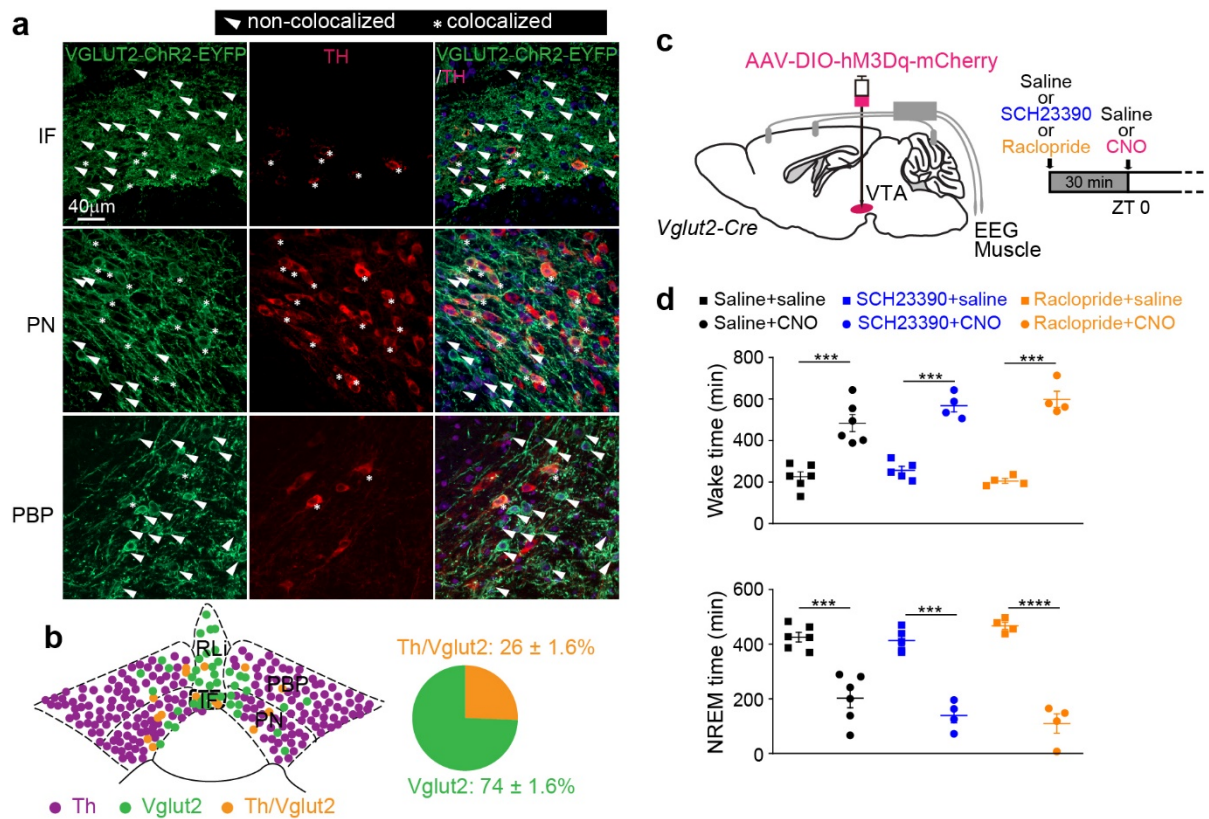 a
non-colocalized * colocalized
VGLUT2-ChR2-EYFP
TH
VGLUT2-ChR2-EYFP
/TH
IF
40μm
PN
PBP
b
RLi
PBP
IF
PN
Th
Vglut2
Th/Vglut2
Th/Vglut2: 26 ± 1.6%
Vglut2: 74 ± 1.6%
c
AAV-DIO-hM3Dq-mCherry
VTA
Vglut2-Cre
EEG
Muscle
Saline
or
SCH23390
or
Raclopride
Saline
or
CNO
30 min
ZT 0
d
Saline+saline
SCH23390+saline
Raclopride+saline
Saline+CNO
SCH23390+CNO
Raclopride+CNO
Wake time (min)
800
600
400
200
0
*** *** ***
NREM time (min)
600
400
200
0
*** *** ****